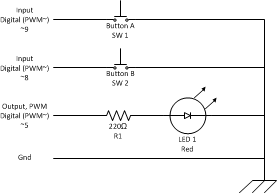 Input
Digital (PWM~)
~9
Button A
SW 1
Input
Digital (PWM~)
~8
Button B
SW 2
Output, PWM
Digital (PWM~)
~5
220Ω
R1
LED 1
Red
Gnd